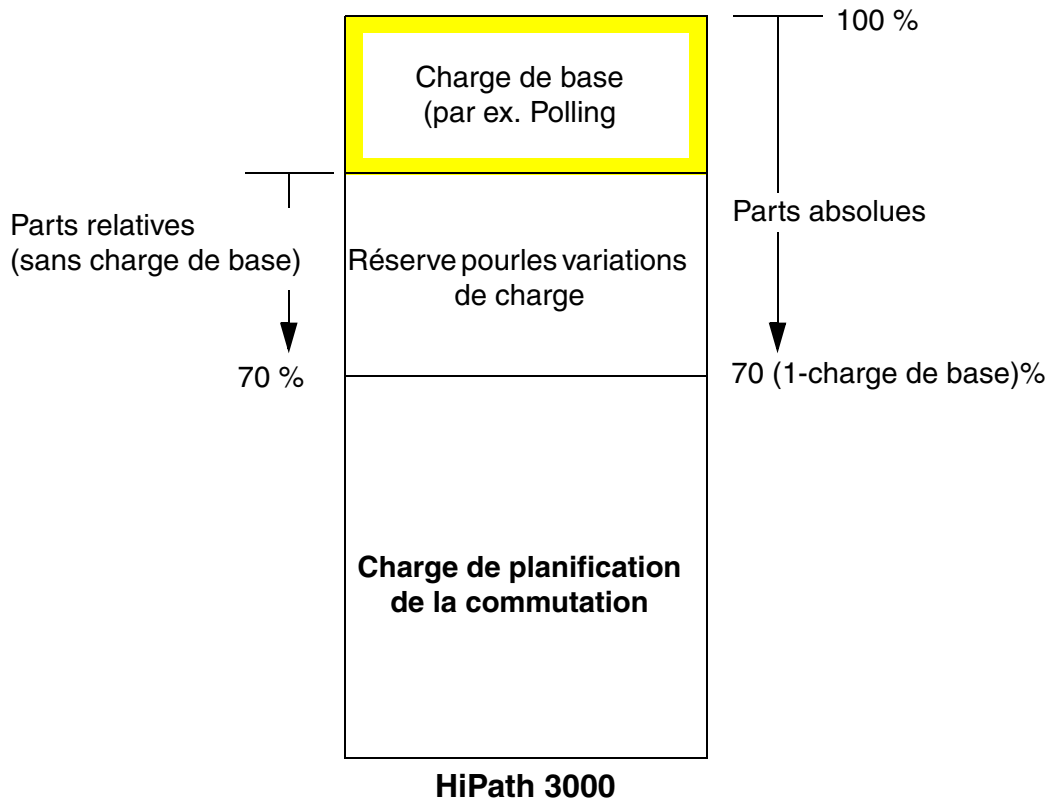 100 %
Charge de base
(par ex. Polling
Parts relatives
(sans charge de base)
Parts absolues
Réserve pourles variations
de charge
70 %
70 (1-charge de base)%
Charge de planification
de la commutation
HiPath 3000